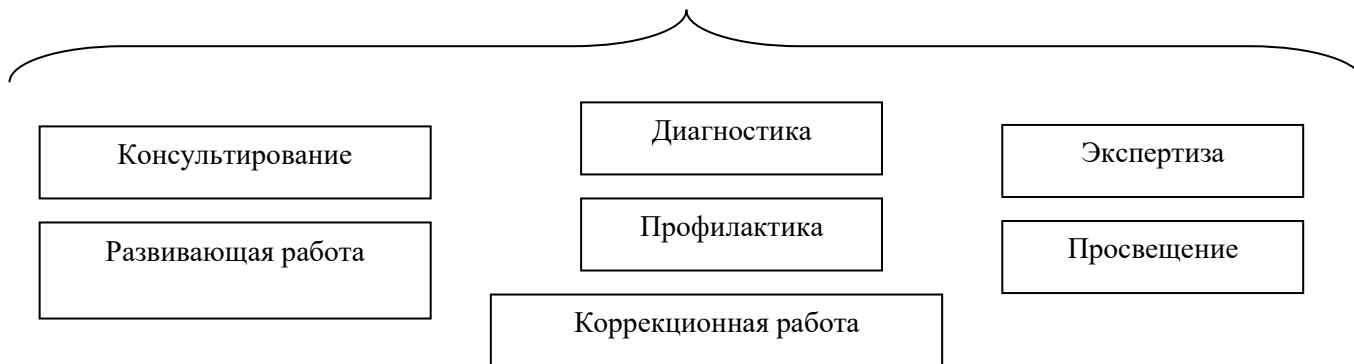 Диагностика
Консультирование
Экспертиза
Профилактика
Развивающая работа
Просвещение
Коррекционная работа